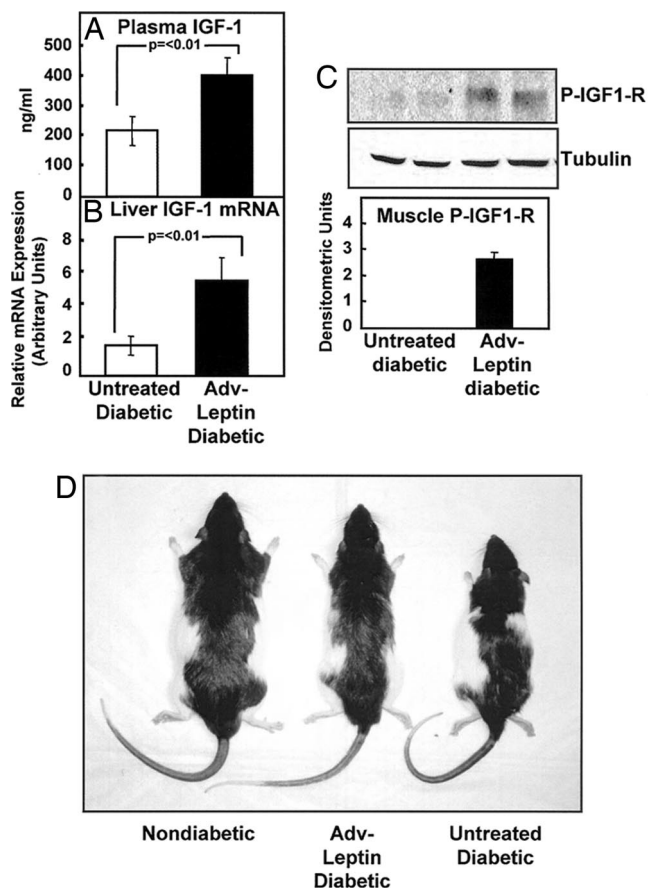 A
Plasma IGF-1
p=<0.01
500
400
300
200
100
0
ng/ml
B
Liver IGF-1 mRNA
p=<0.01
8
6
4
2
0
Relative mRNA Expression
(Arbitrary Units)
Untreated
Diabetic
Adv-
Leptin
Diabetic
C
P-IGF1-R
Tubulin
Muscle P-IGF1-R
4
3
2
1
0
Densitometric Units
Untreated
diabetic
Adv-
Leptin
diabetic
D
Nondiabetic
Adv-
Leptin
Diabetic
Untreated
Diabetic